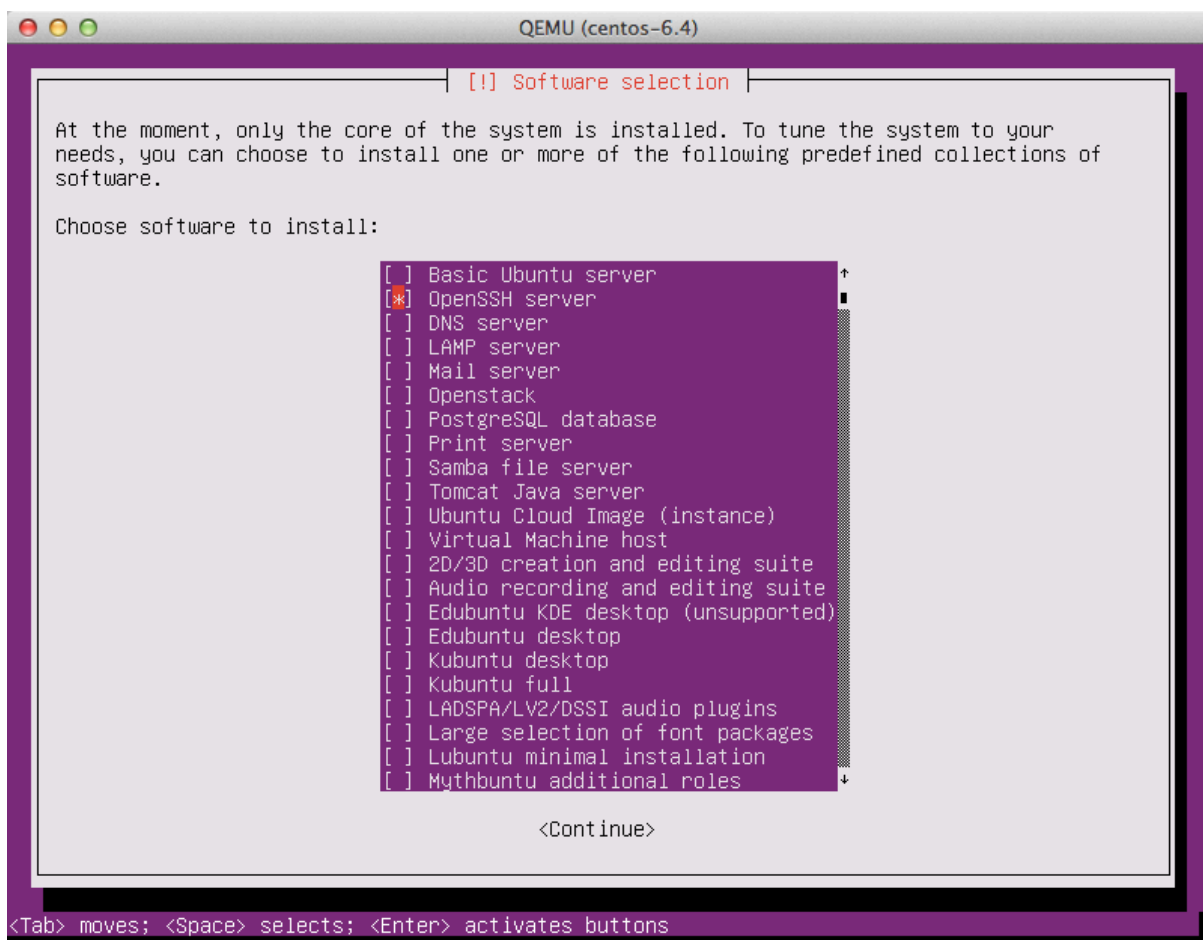 QEMU (centos-6.4)
[!] Software selection
At the moment, only the core of the system is installed. To tune the system to your
needs, you can choose to install one or more of the following predefined collections of
software.
Choose software to install:
[ ] Basic Ubuntu server
[*] OpenSSH server
[ ] DNS server
[ ] LAMP server
[ ] Mail server
[ ] Openstack
[ ] PostgreSQL database
[ ] Print server
[ ] Samba file server
[ ] Tomcat Java server
[ ] Ubuntu Cloud Image (instance)
[ ] Virtual Machine host
[ ] 2D/3D creation and editing suite
[ ] Audio recording and editing suite
[ ] Edubuntu KDE desktop (unsupported)
[ ] Edubuntu desktop
[ ] Kubuntu desktop
[ ] Kubuntu full
[ ] LADSPA/LV2/DSSI audio plugins
[ ] Large selection of font packages
[ ] Lubuntu minimal installation
[ ] Mythbuntu additional roles
<Continue>
<Tab> moves; <Space> selects; <Enter> activates buttons